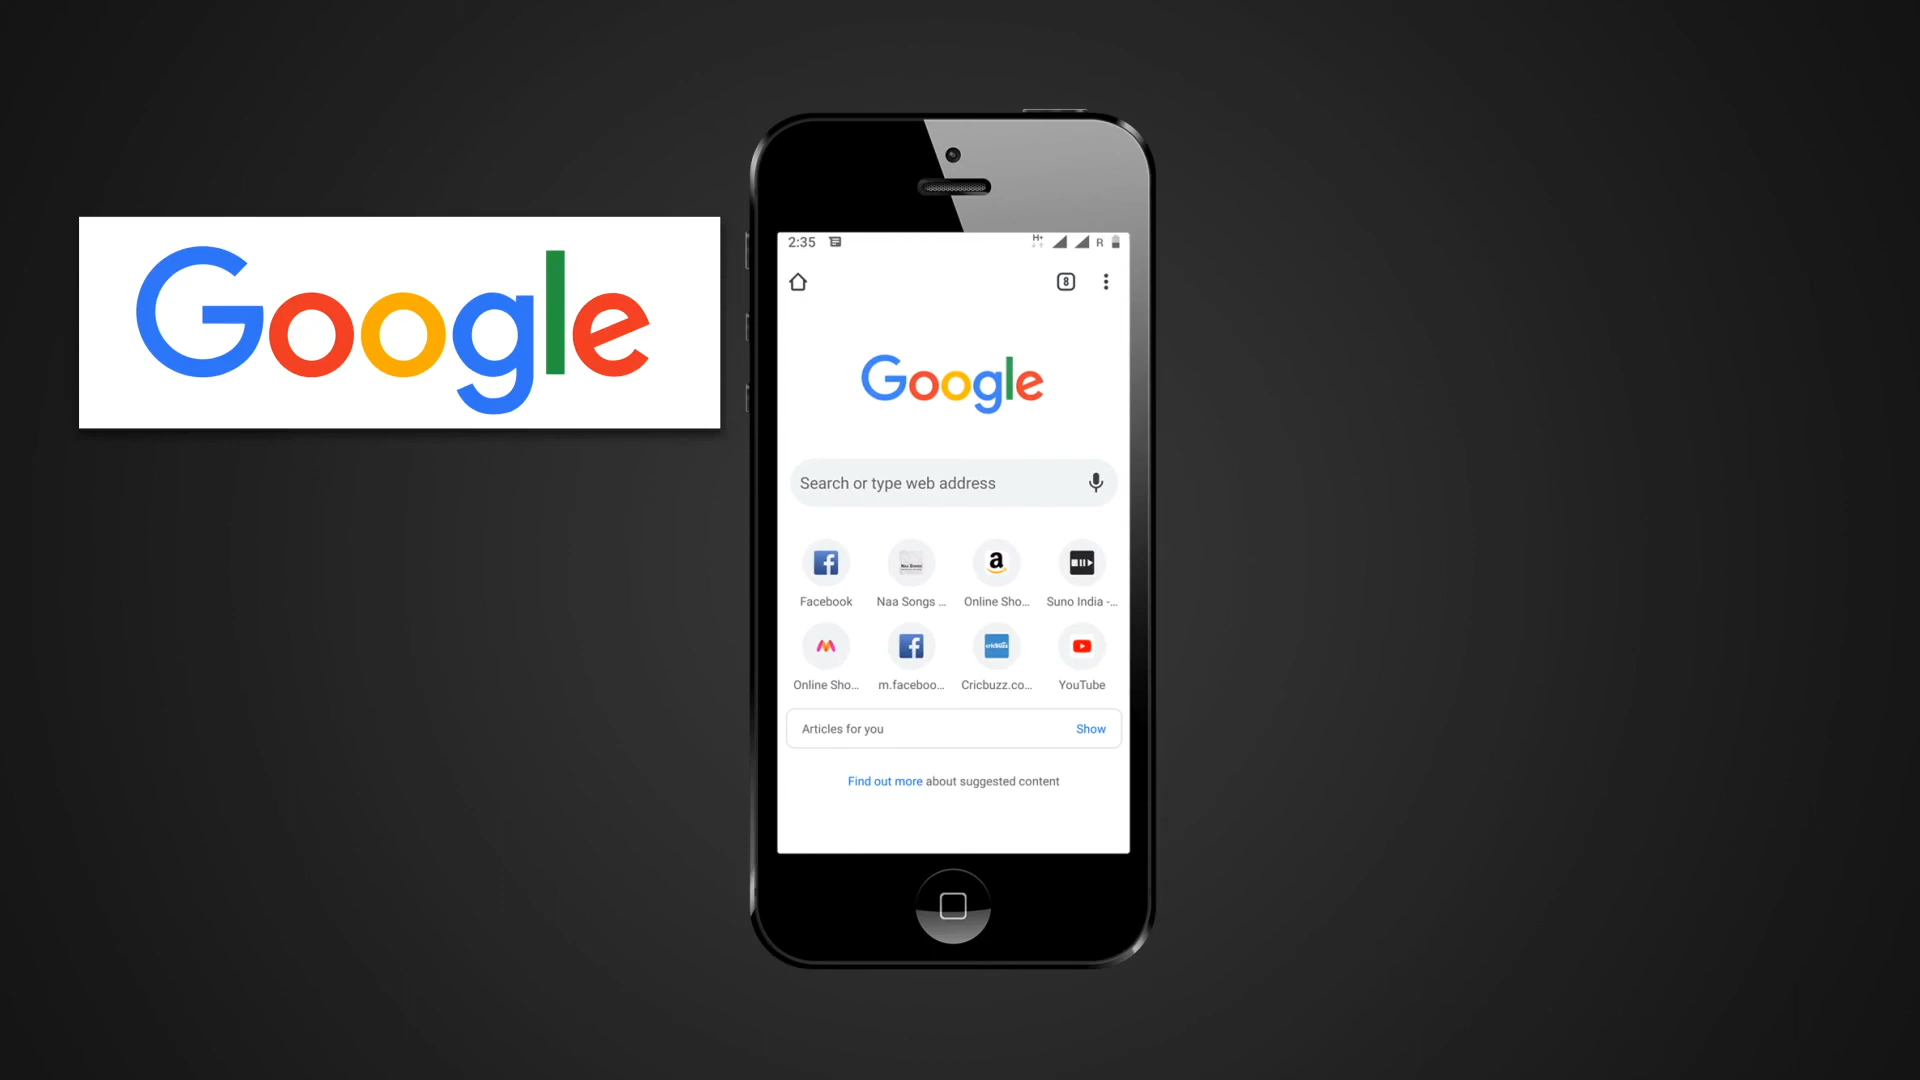 Google
2:35
H+
R
8
Google
Search or type web address
Facebook
Naa Songs ...
Online Sho...
Suno India -...
Online Sho...
m.faceboo...
Cricbuzz.co...
YouTube
Articles for you
Show
Find out more about suggested content